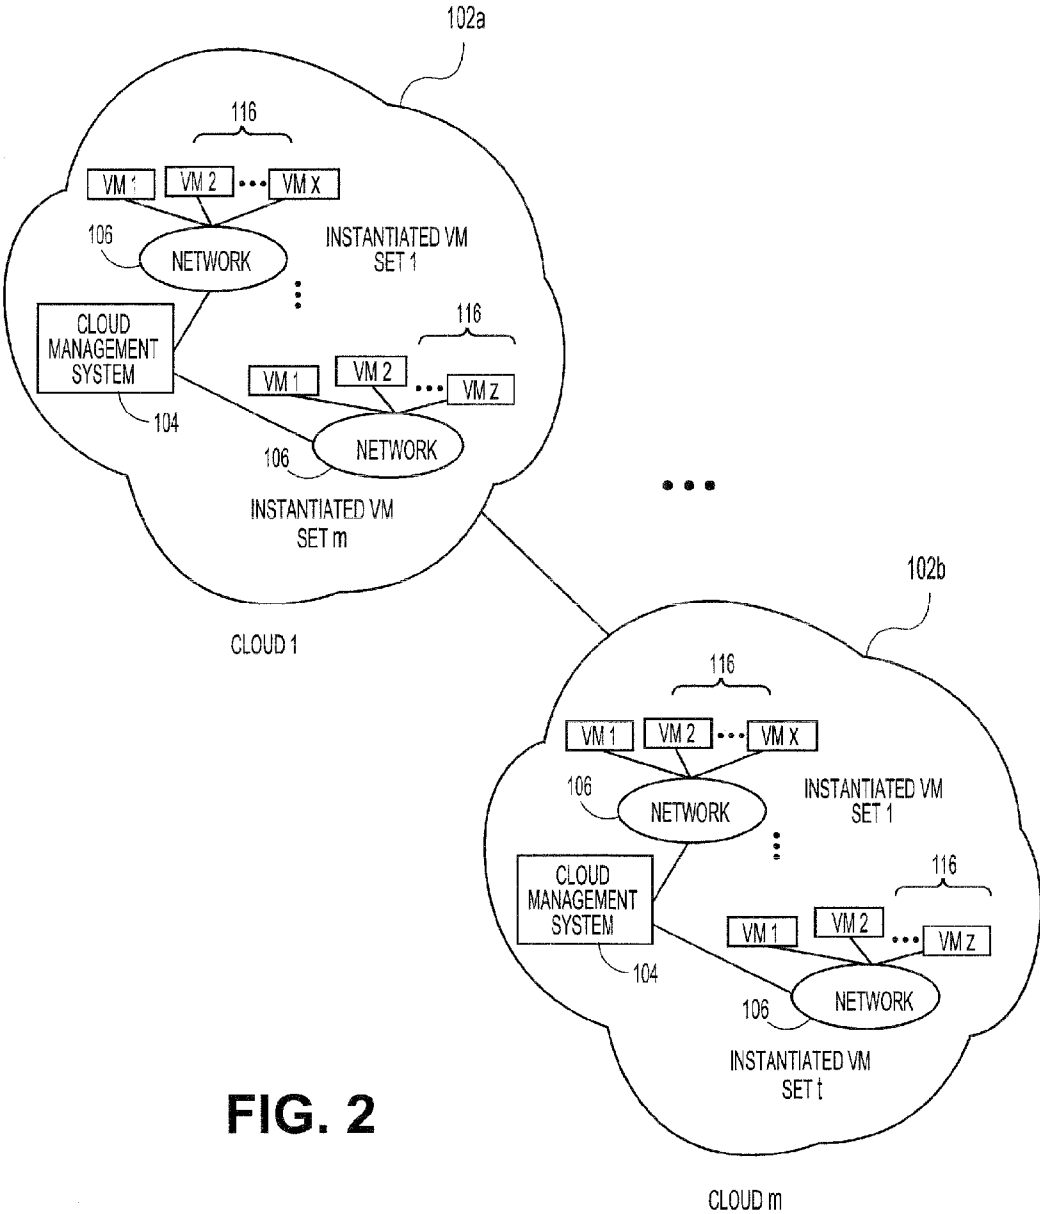 102a
116
VM 1
VM 2
VM X
106
NETWORK
INSTANTIATED VM
SET 1
CLOUD
MANAGEMENT
SYSTEM
104
116
VM 1
VM 2
VM Z
106
NETWORK
INSTANTIATED VM
SET m
CLOUD 1
102b
116
VM 1
VM 2
VM X
106
NETWORK
INSTANTIATED VM
SET 1
CLOUD
MANAGEMENT
SYSTEM
104
116
VM 1
VM 2
VM Z
106
NETWORK
INSTANTIATED VM
SET t
FIG. 2
CLOUD m